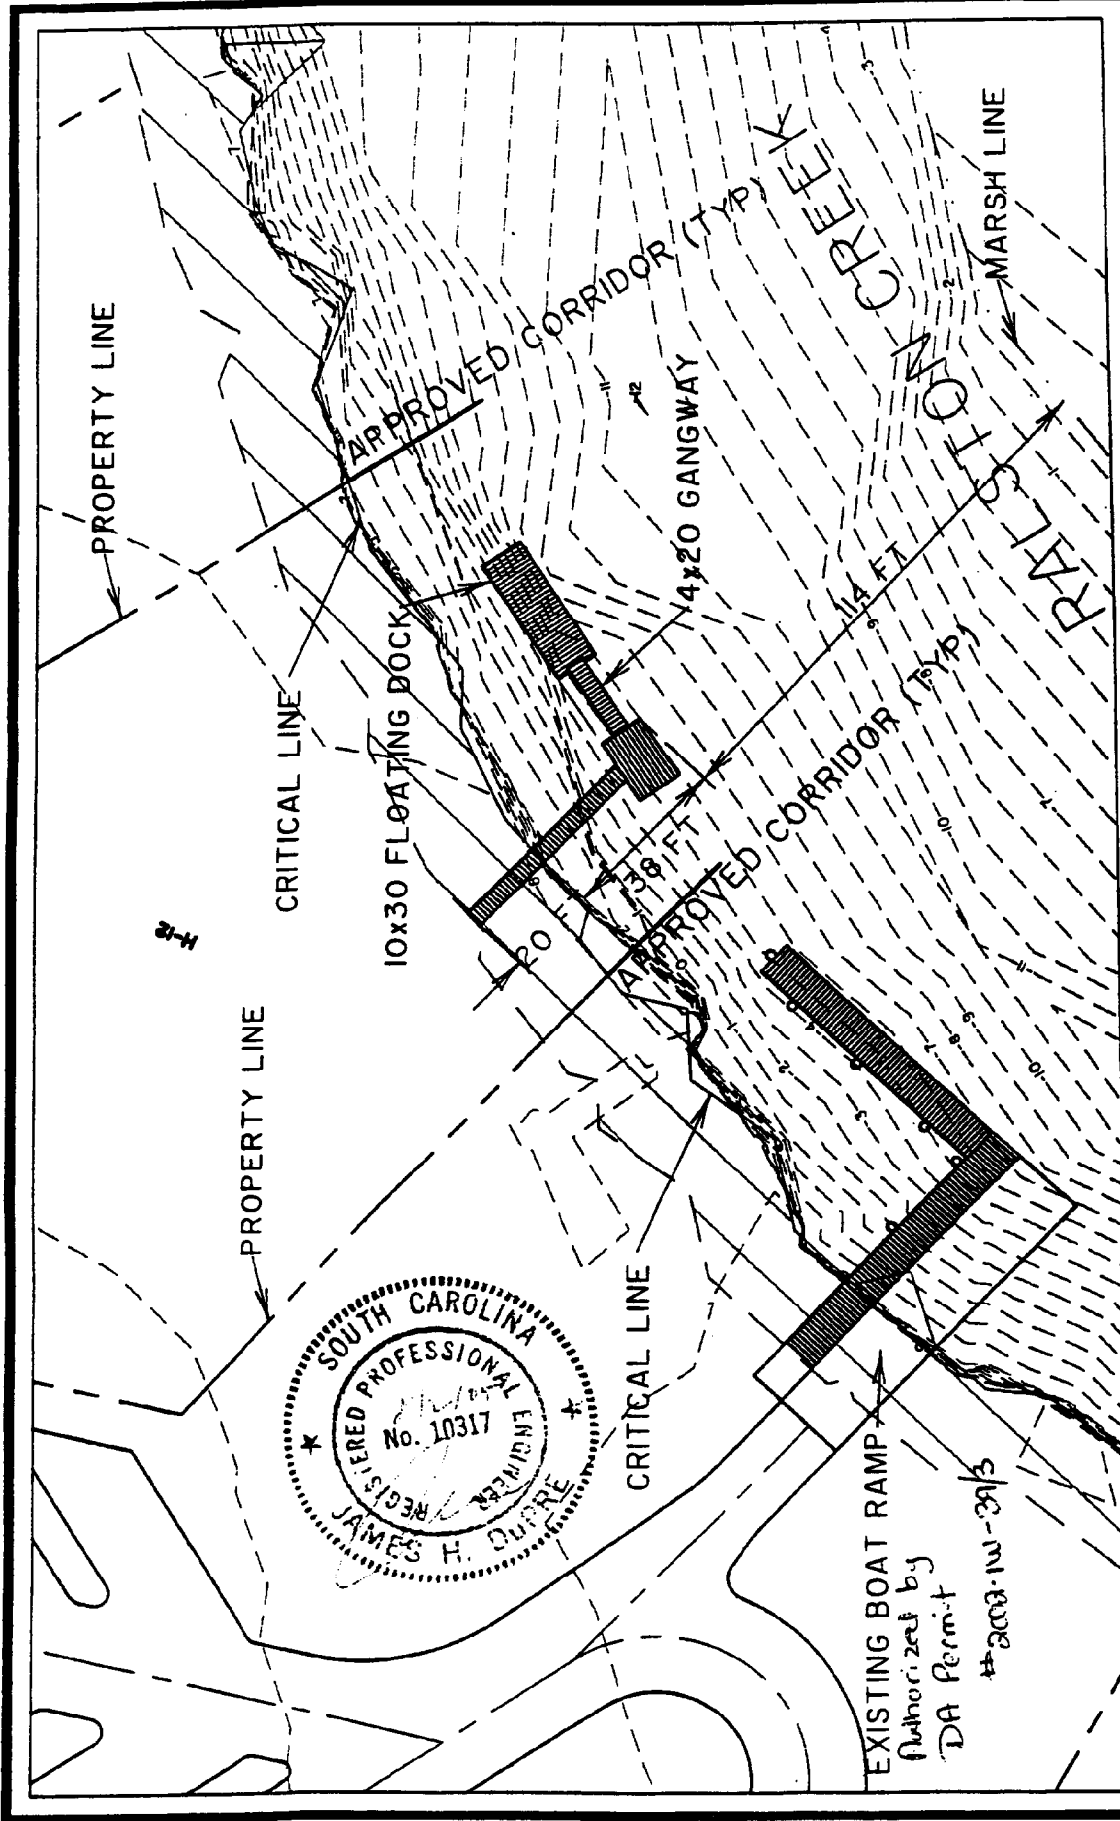 PROPERTY LINE
CRITICAL LINE
10x30 FLOATING DOCK
APPROVED CORRIDOR (TYP)
4x20 GANGWAY
RALSTON CREEK
MARSH LINE
114 FT
38 FT
20
H-12
PROPERTY LINE
APPROVED CORRIDOR (TYP)
CRITICAL LINE
SOUTH CAROLINA
REGISTERED PROFESSIONAL ENGINEER
No. 10317
JAMES H. DuPRE
EXISTING BOAT RAMP
Authorized by
DA Permit